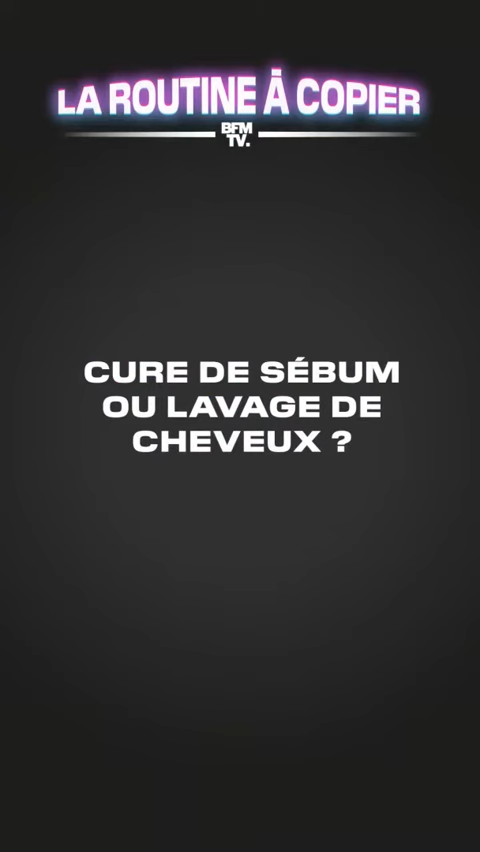 LA ROUTINE À COPIER
BFM
TV.
CURE DE SÉBUM
OU LAVAGE DE
CHEVEUX ?